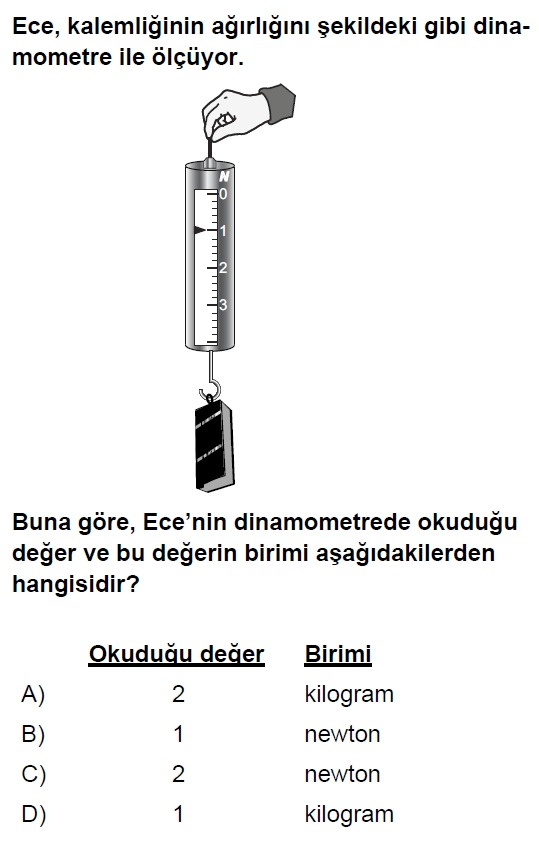 Ece, kalemliğinin ağırlığını şekildeki gibi dina-
mometre ile ölçüyor.
N
0
1
2
3
Buna göre, Ece’nin dinamometrede okuduğu
değer ve bu değerin birimi aşağıdakilerden
hangisidir?
Okuduğu değer Birimi
A) 2 kilogram
B) 1 newton
C) 2 newton
D) 1 kilogram